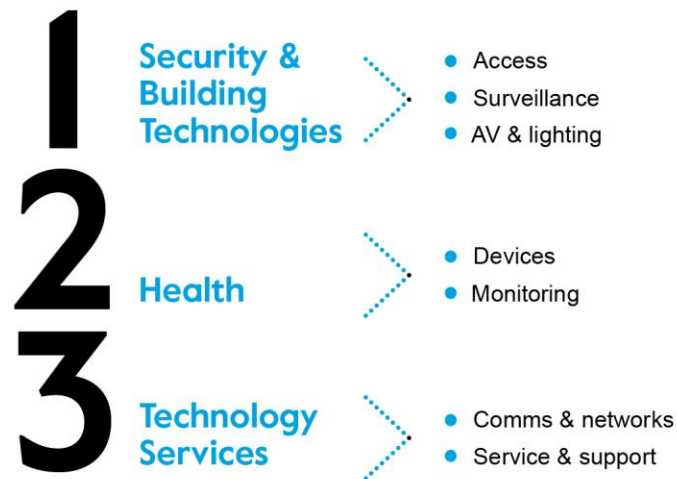 1
Security &
Building
Technologies
Access
Surveillance
AV & lighting
2
Health
Devices
Monitoring
3
Technology
Services
Comms & networks
Service & support